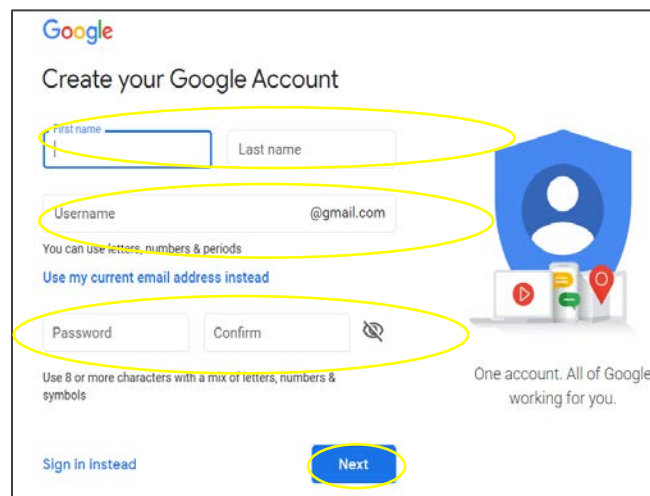 Google
Create your Google Account
First name
Last name
Username @gmail.com
You can use letters, numbers & periods
Use my current email address instead
Password Confirm
Use 8 or more characters with a mix of letters, numbers &
symbols
One account. All of Google
working for you.
Sign in instead Next